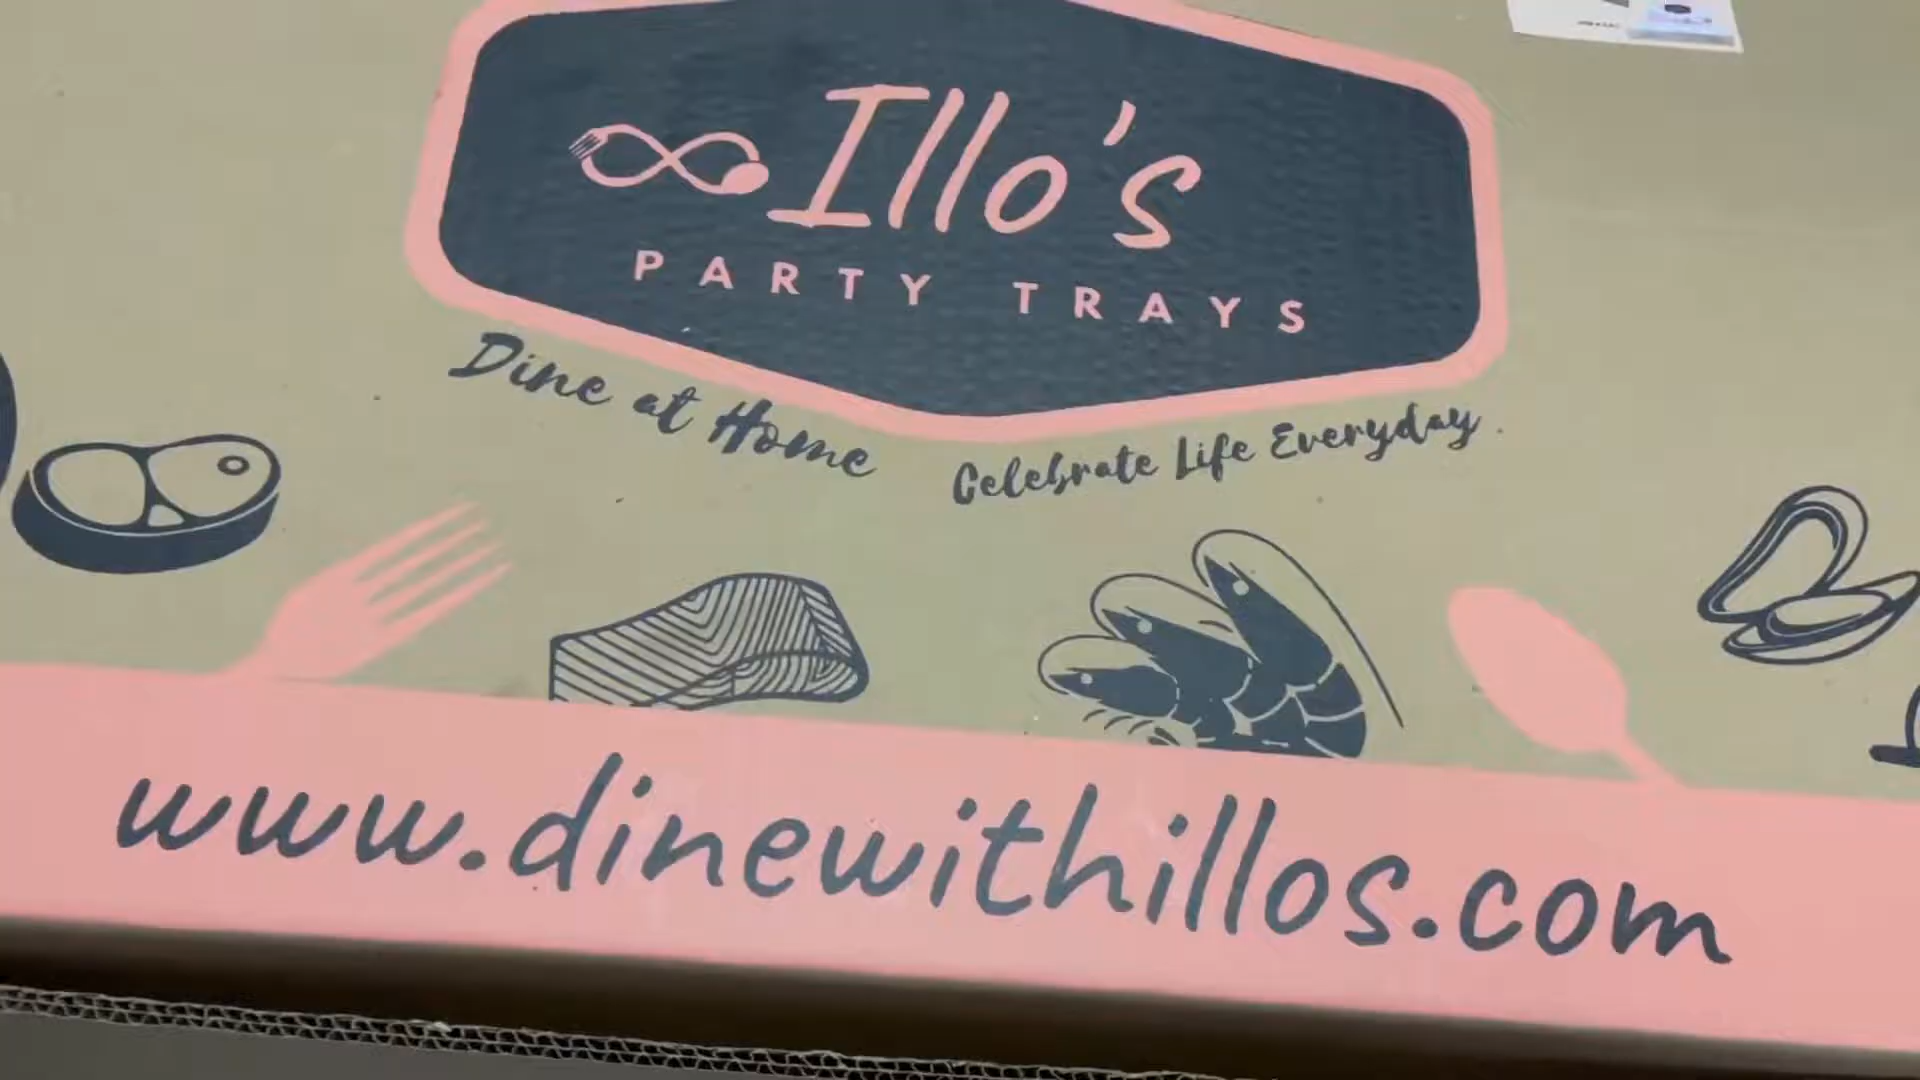 Illo's
PARTY TRAYS
Dine at Home
Celebrate Life Everyday
www.dinewithillos.com